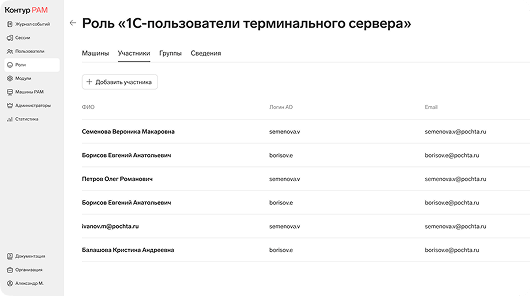 Контур PAM
Журнал событий
Сессии
Пользователи
Роли
Модули
Машины PAM
Администраторы
Статистика
Документация
Организация
Александр М.
Роль «1С-пользователи терминального сервера»
Машины Участники Группы Сведения
Добавить участника
ФИО Логин AD Email
Семенова Вероника Макаровна semenova.v semenova.v@pochta.ru
Борисов Евгений Анатольевич borisov.e borisov.e@pochta.ru
Петров Олег Романович semenova.v semenova.v@pochta.ru
Борисов Евгений Анатольевич borisov.e borisov.e@pochta.ru
ivanov.m@pochta.ru semenova.v semenova.v@pochta.ru
Балашова Кристина Андреевна borisov.e borisov.e@pochta.ru